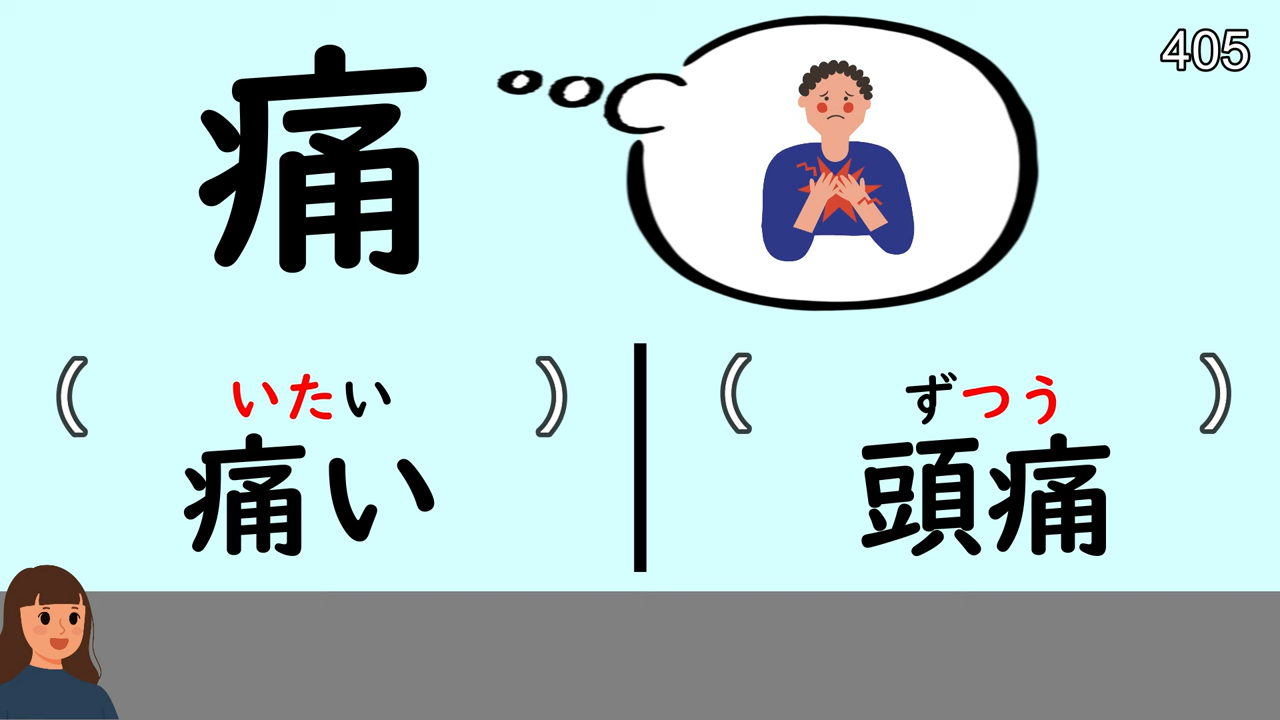 405
痛
( いたい )
痛い
( ずつう )
頭痛